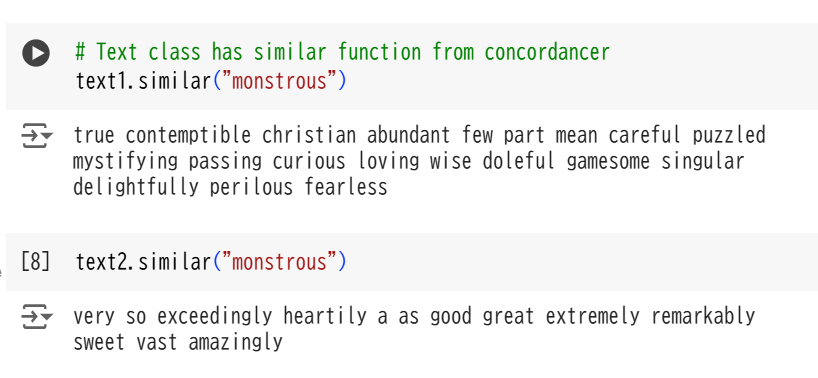 # Text class has similar function from concordancer
text1.similar("monstrous")
true contemptible christian abundant few part mean careful puzzled
mystifying passing curious loving wise doleful gamesome singular
delightfully perilous fearless
[8] text2.similar("monstrous")
very so exceedingly heartily a as good great extremely remarkably
sweet vast amazingly